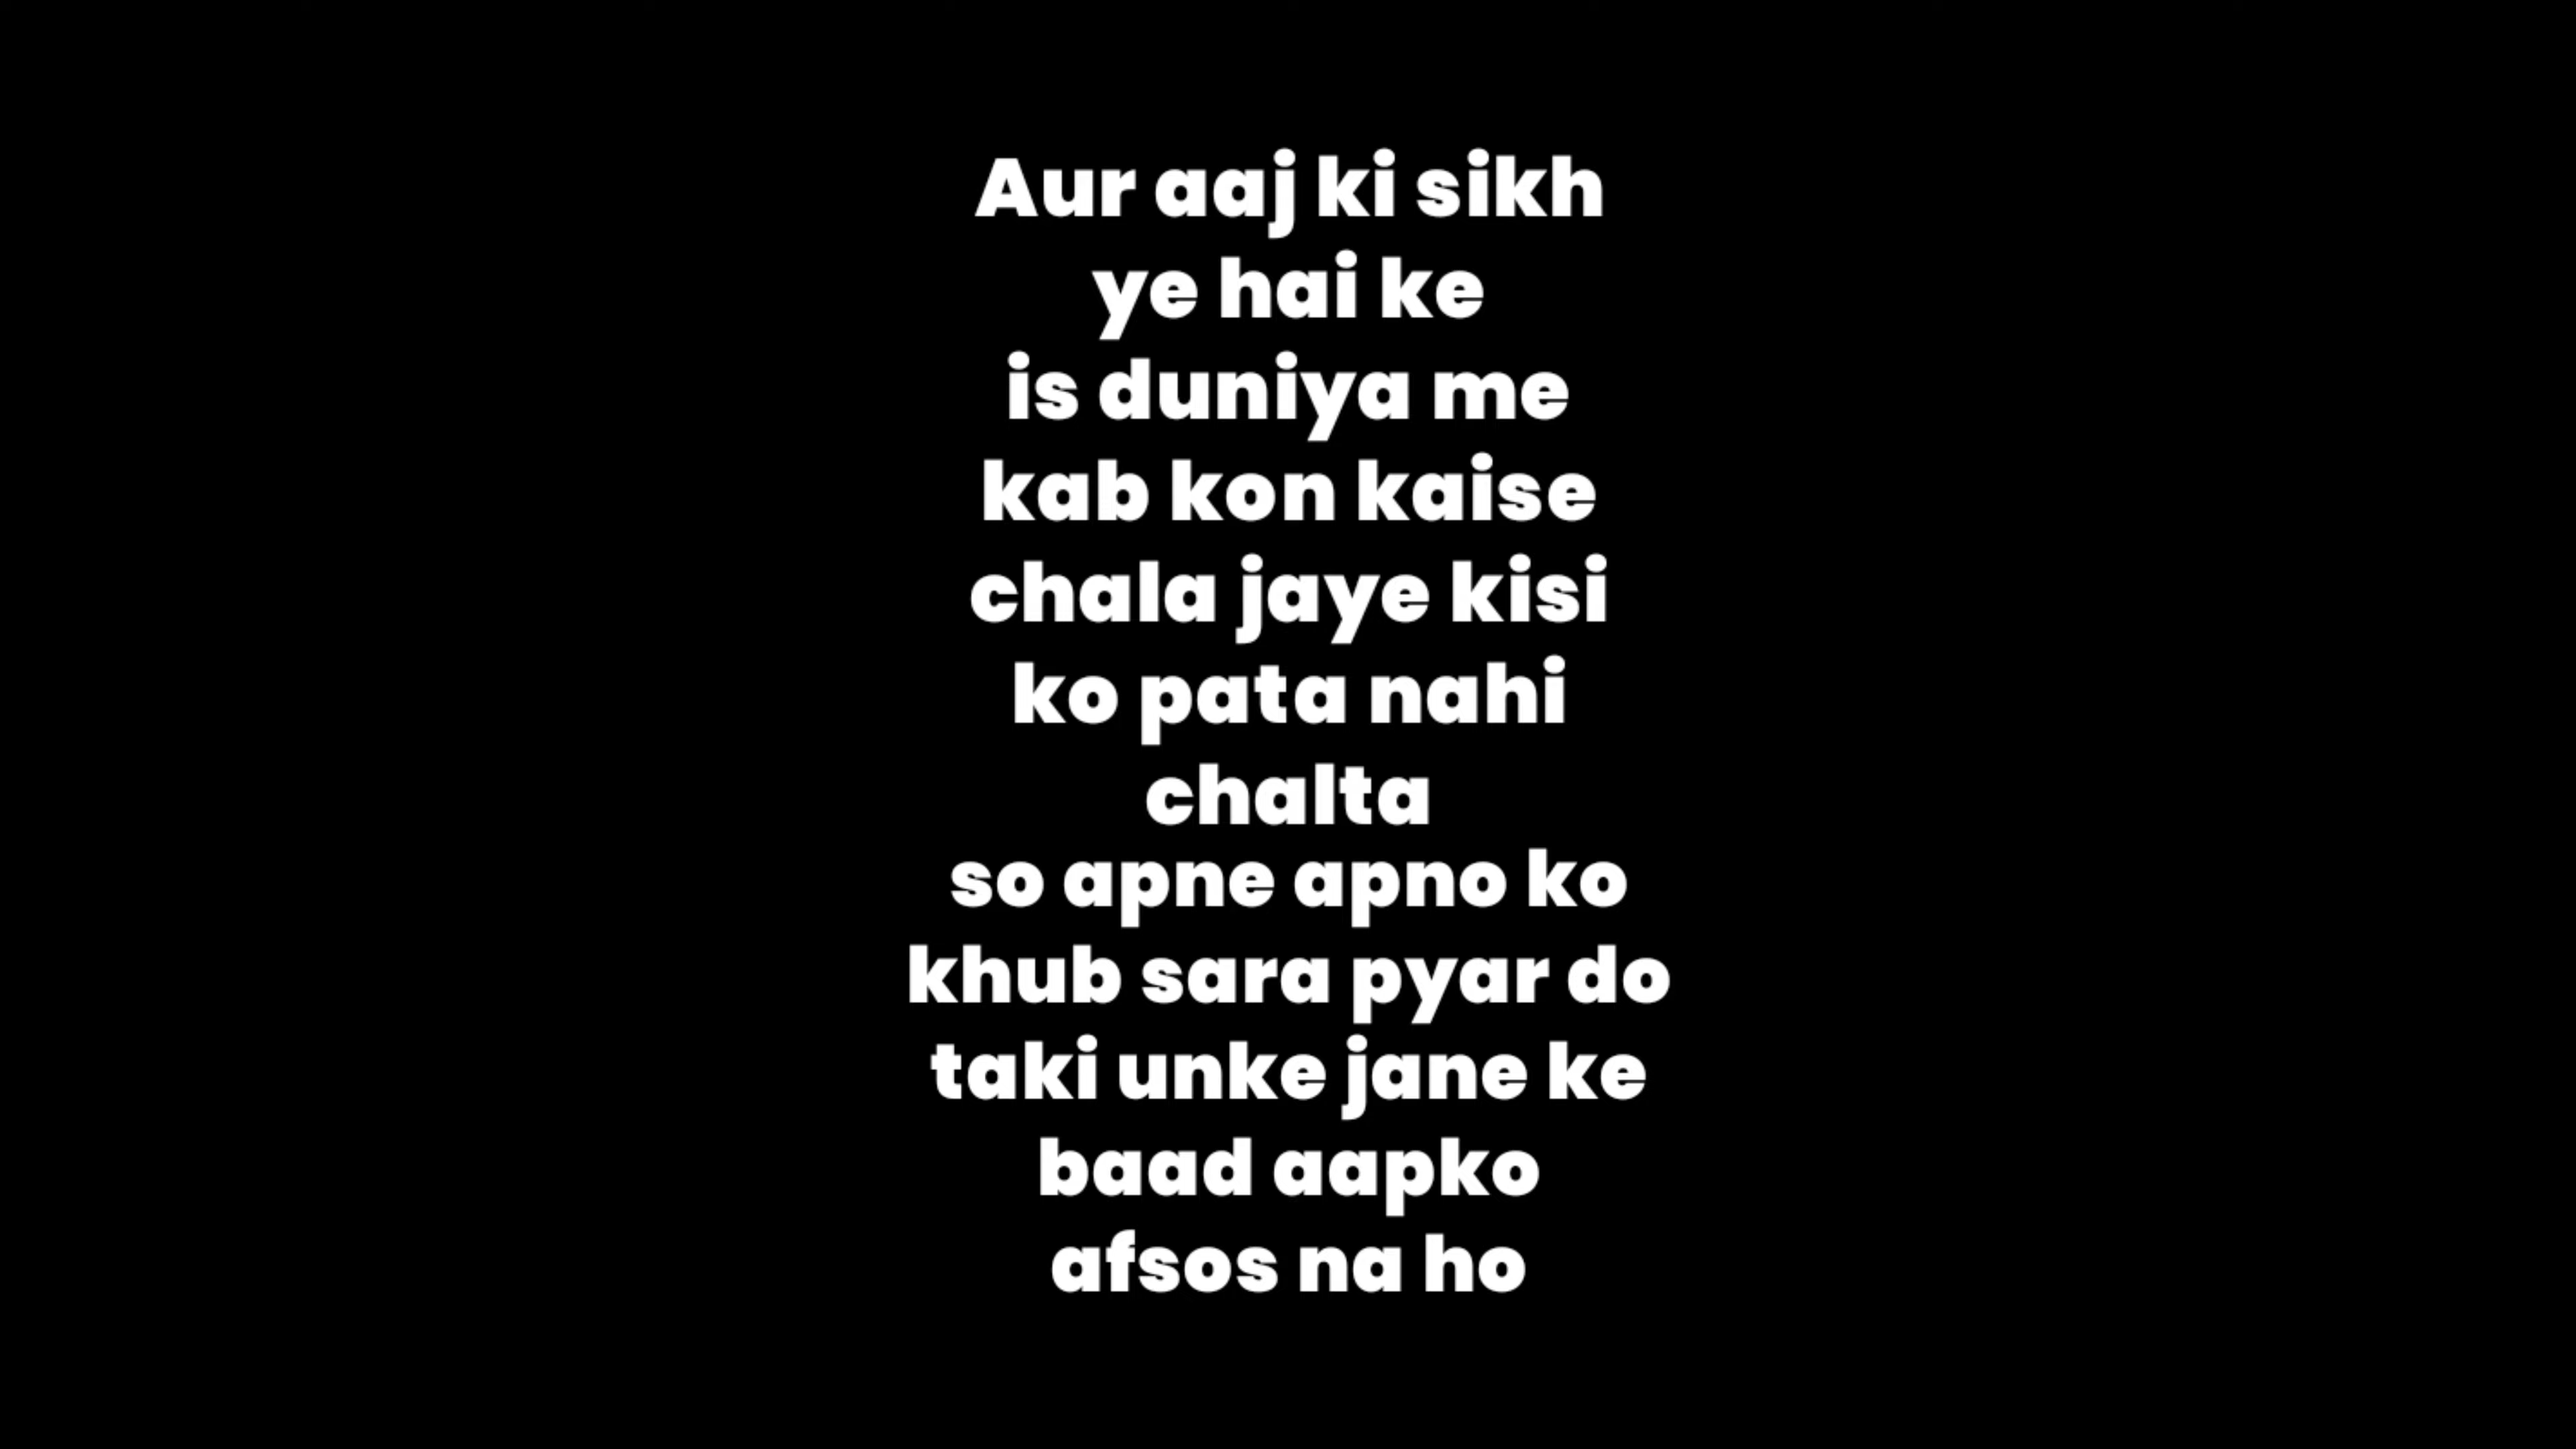 Aur aaj ki sikh
ye hai ke
is duniya me
kab kon kaise
chala jaye kisi
ko pata nahi
chalta
so apne apno ko
khub sara pyar do
taki unke jane ke
baad aapko
afsos na ho